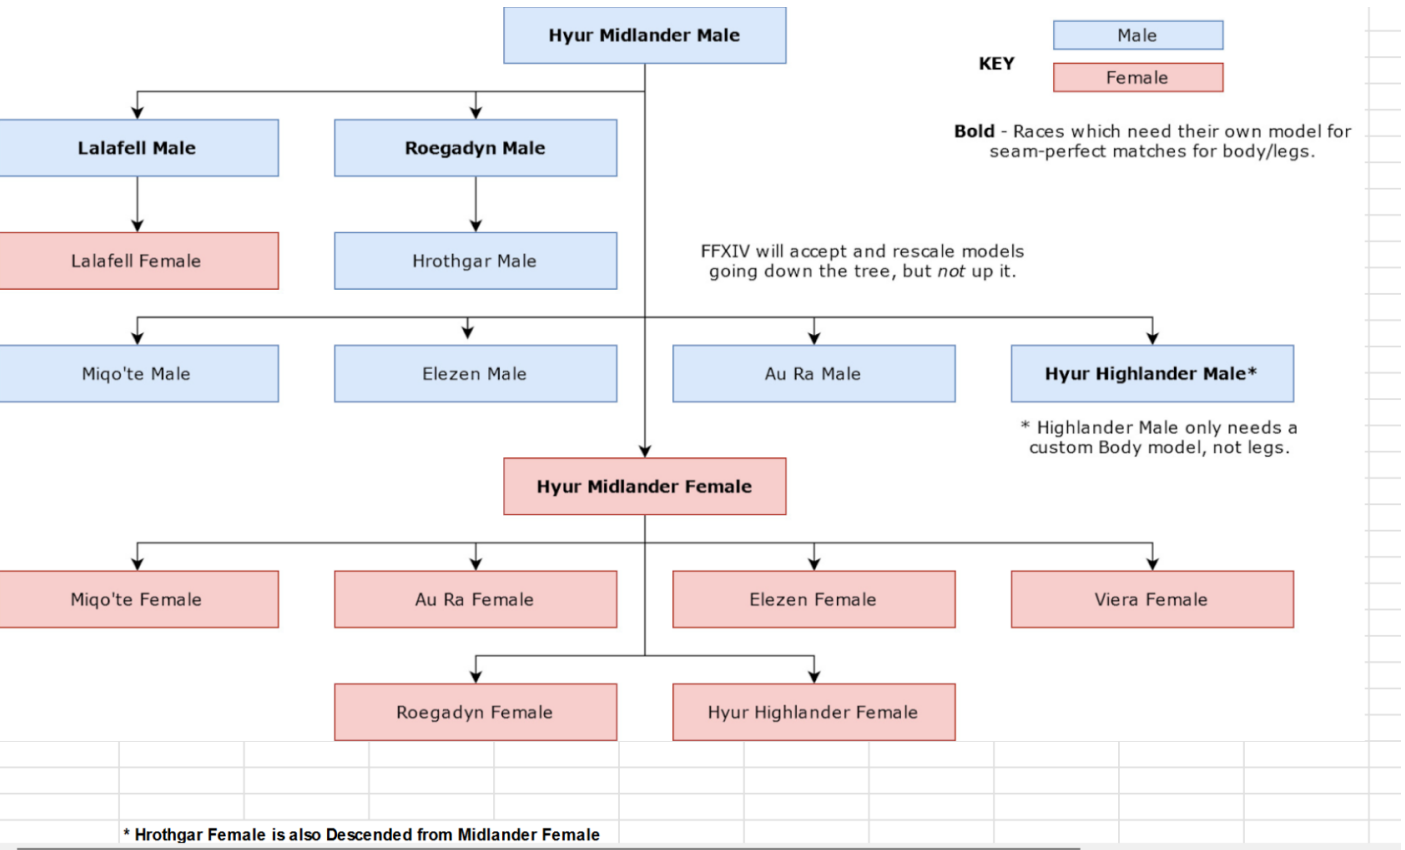 Hyur Midlander Male
Male
KEY
Female
Bold - Races which need their own model for
seam-perfect matches for body/legs.
Lalafell Male
Roegadyn Male
Lalafell Female
Hrothgar Male
FFXIV will accept and rescale models
going down the tree, but not up it.
Miqo'te Male
Elezen Male
Au Ra Male
Hyur Highlander Male*
* Highlander Male only needs a
custom Body model, not legs.
Hyur Midlander Female
Miqo'te Female
Au Ra Female
Elezen Female
Viera Female
Roegadyn Female
Hyur Highlander Female
* Hrothgar Female is also Descended from Midlander Female